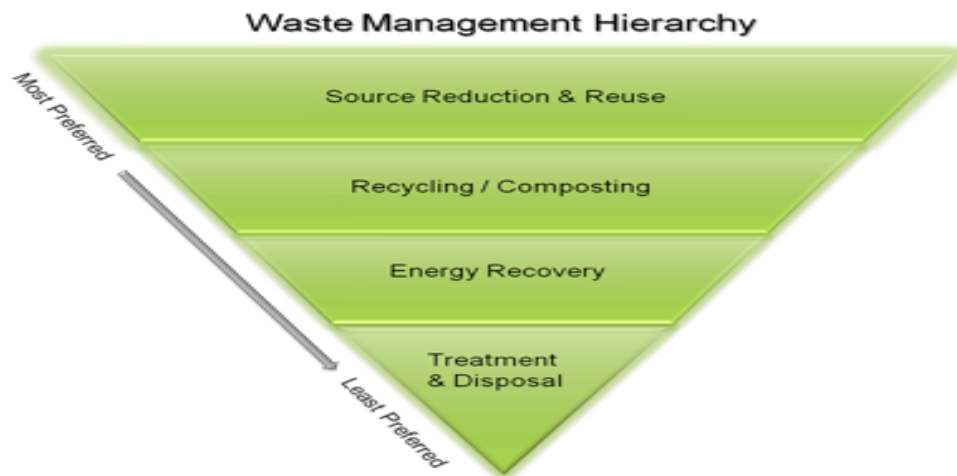 Waste Management Hierarchy
Most Preferred
Source Reduction & Reuse
Recycling / Composting
Energy Recovery
Treatment
& Disposal
Least Preferred